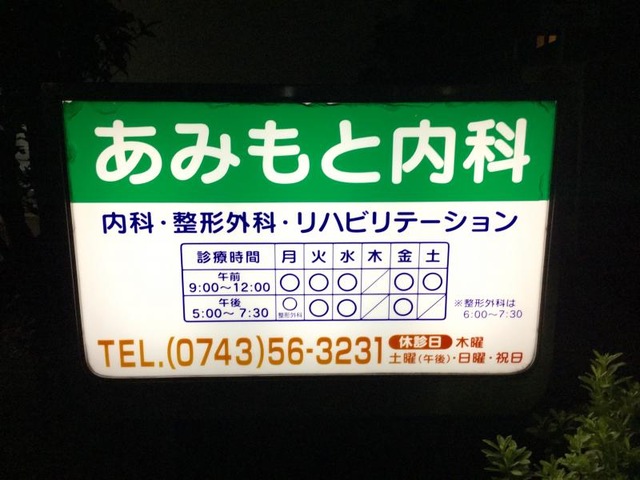 あみもと内科
内科・整形外科・リハビリテーション
診療時間 月 火 水 木 金 土
午前 9:00〜12:00 ○ ○ ○ ／ ○ ○
午後 5:00〜7:30 ○ 整形外科 ○ ○ ／ ○ ／
※整形外科は
6:00〜7:30
TEL.(0743)56-3231
休診日 木曜
土曜(午後)・日曜・祝日